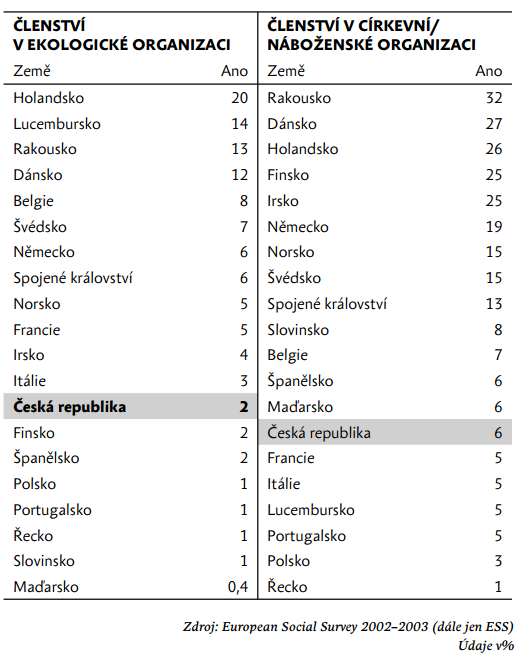 ČLENSTVÍ
V EKOLOGICKÉ ORGANIZACI
Země Ano
Holandsko 20
Lucembursko 14
Rakousko 13
Dánsko 12
Belgie 8
Švédsko 7
Německo 6
Spojené království 6
Norsko 5
Francie 5
Irsko 4
Itálie 3
Česká republika 2
Finsko 2
Španělsko 2
Polsko 1
Portugalsko 1
Řecko 1
Slovinsko 1
Maďarsko 0,4
ČLENSTVÍ V CÍRKEVNÍ/
NÁBOŽENSKÉ ORGANIZACI
Země Ano
Rakousko 32
Dánsko 27
Holandsko 26
Finsko 25
Irsko 25
Německo 19
Norsko 15
Švédsko 15
Spojené království 13
Slovinsko 8
Belgie 7
Španělsko 6
Maďarsko 6
Česká republika 6
Francie 5
Itálie 5
Lucembursko 5
Portugalsko 5
Polsko 3
Řecko 1
Zdroj: European Social Survey 2002–2003 (dále jen ESS)
Údaje v%